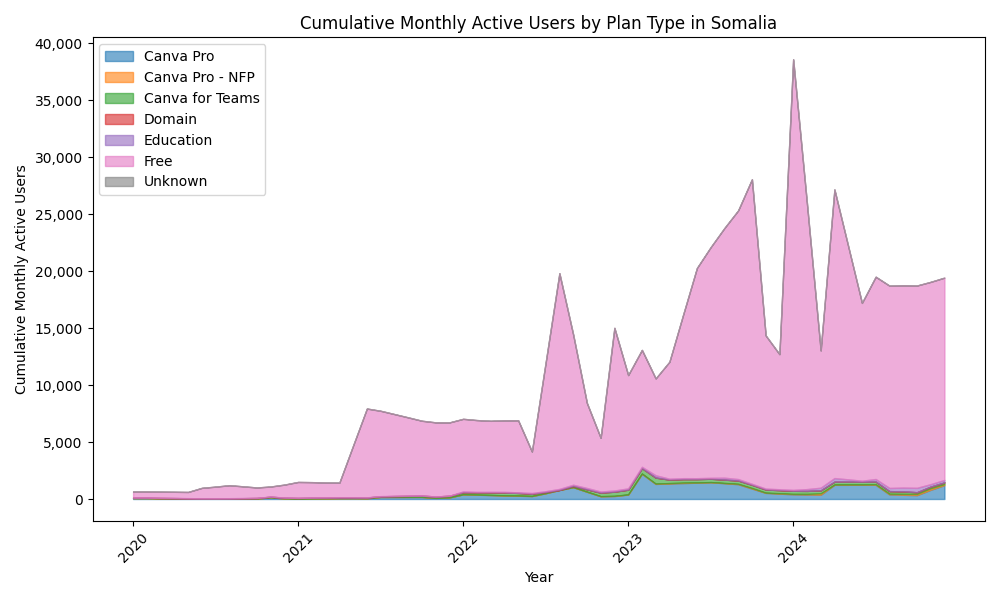 Cumulative Monthly Active Users by Plan Type in Somalia
Canva Pro
Canva Pro - NFP
Canva for Teams
Domain
Education
Free
Unknown
Cumulative Monthly Active Users
40,000
35,000
30,000
25,000
20,000
15,000
10,000
5,000
0
2020
2021
2022
2023
2024
Year